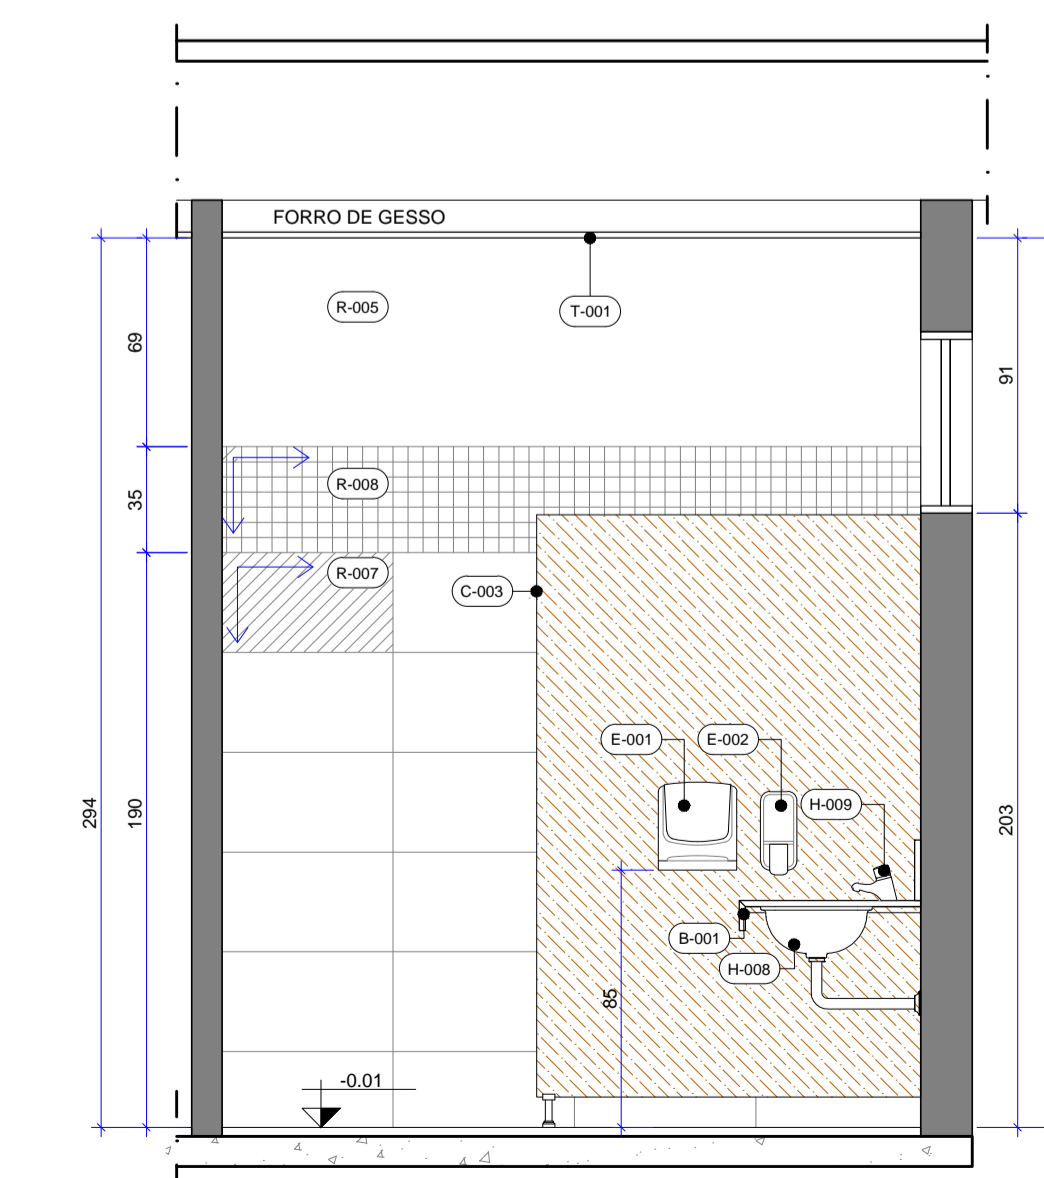 FORRO DE GESSO
R-005
T-001
69
91
R-008
35
R-007
C-003
E-001
E-002
H-009
294
190
203
B-001
H-008
85
-0.01